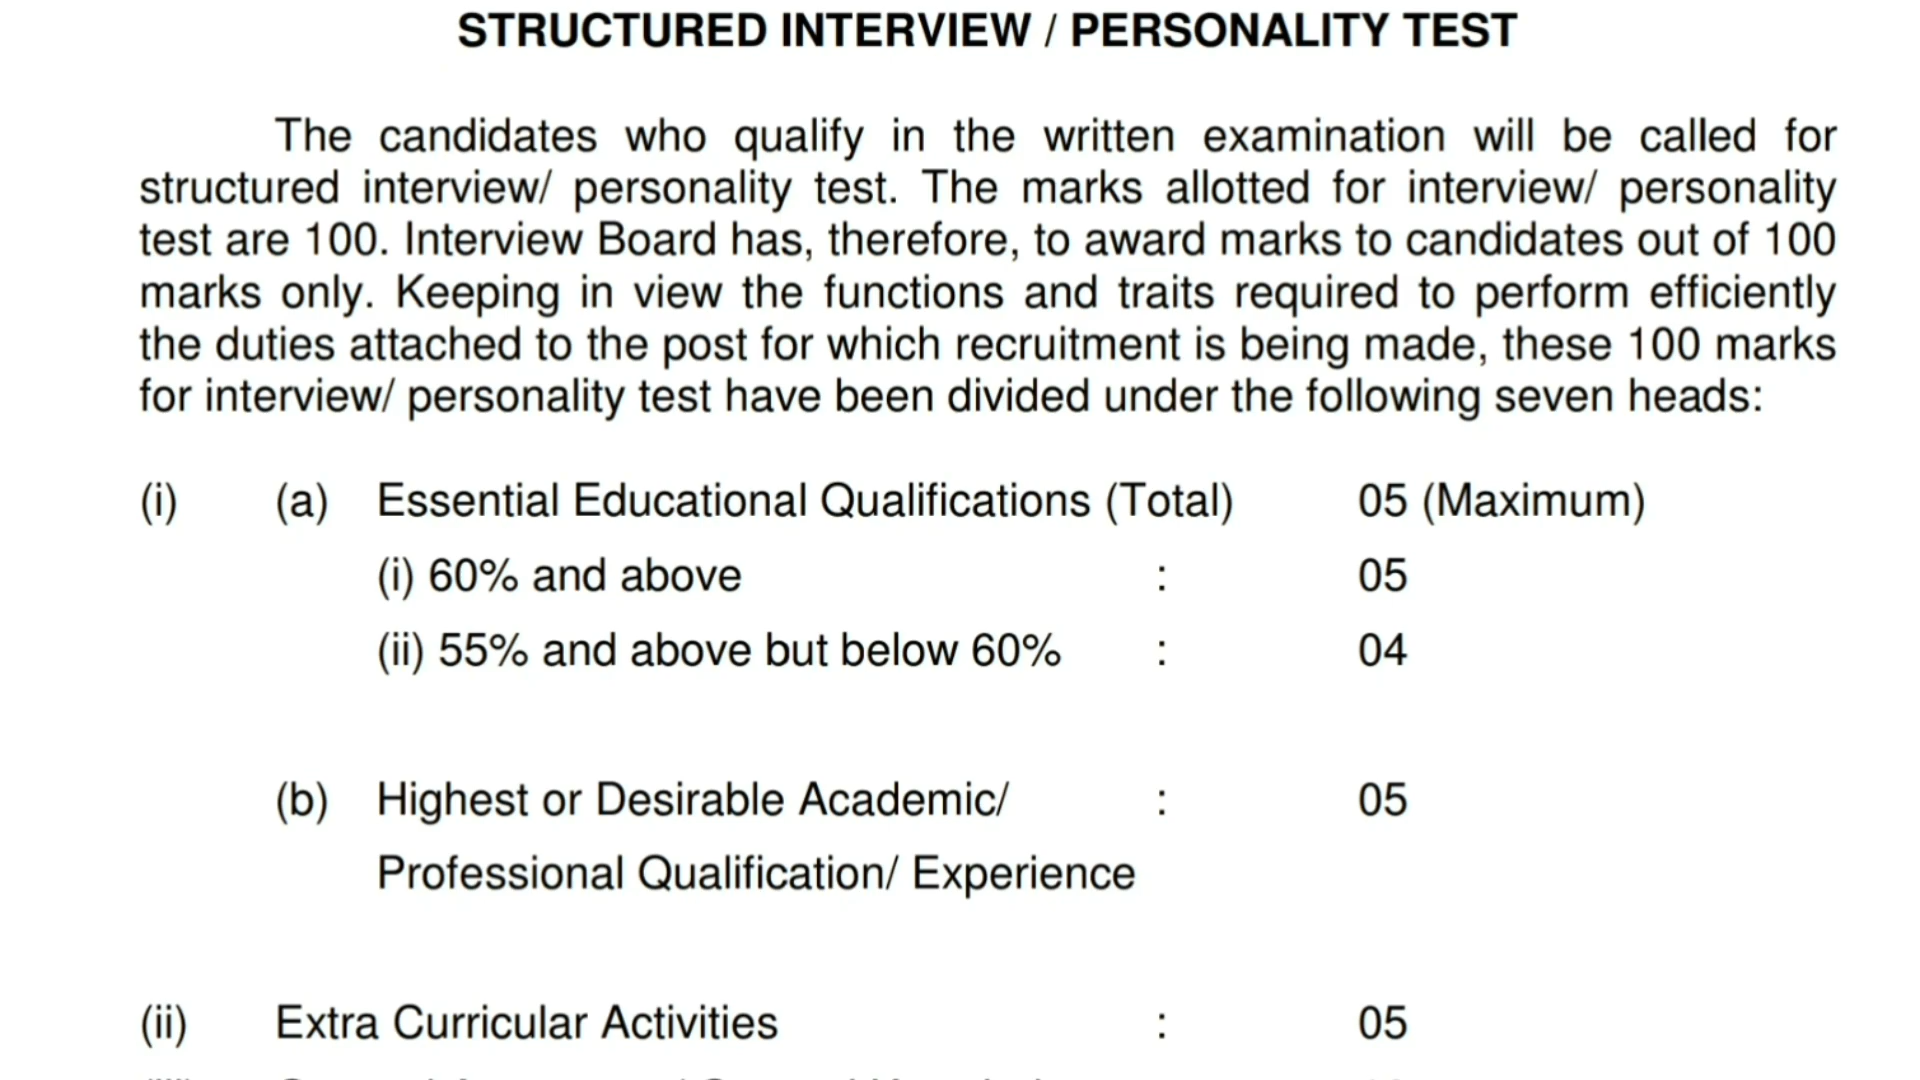 STRUCTURED INTERVIEW / PERSONALITY TEST
The candidates who qualify in the written examination will be called for
structured interview/ personality test. The marks allotted for interview/ personality
test are 100. Interview Board has, therefore, to award marks to candidates out of 100
marks only. Keeping in view the functions and traits required to perform efficiently
the duties attached to the post for which recruitment is being made, these 100 marks
for interview/ personality test have been divided under the following seven heads:
(i) (a) Essential Educational Qualifications (Total) 05 (Maximum)
(i) 60% and above : 05
(ii) 55% and above but below 60% : 04
(b) Highest or Desirable Academic/ : 05
Professional Qualification/ Experience
(ii) Extra Curricular Activities : 05